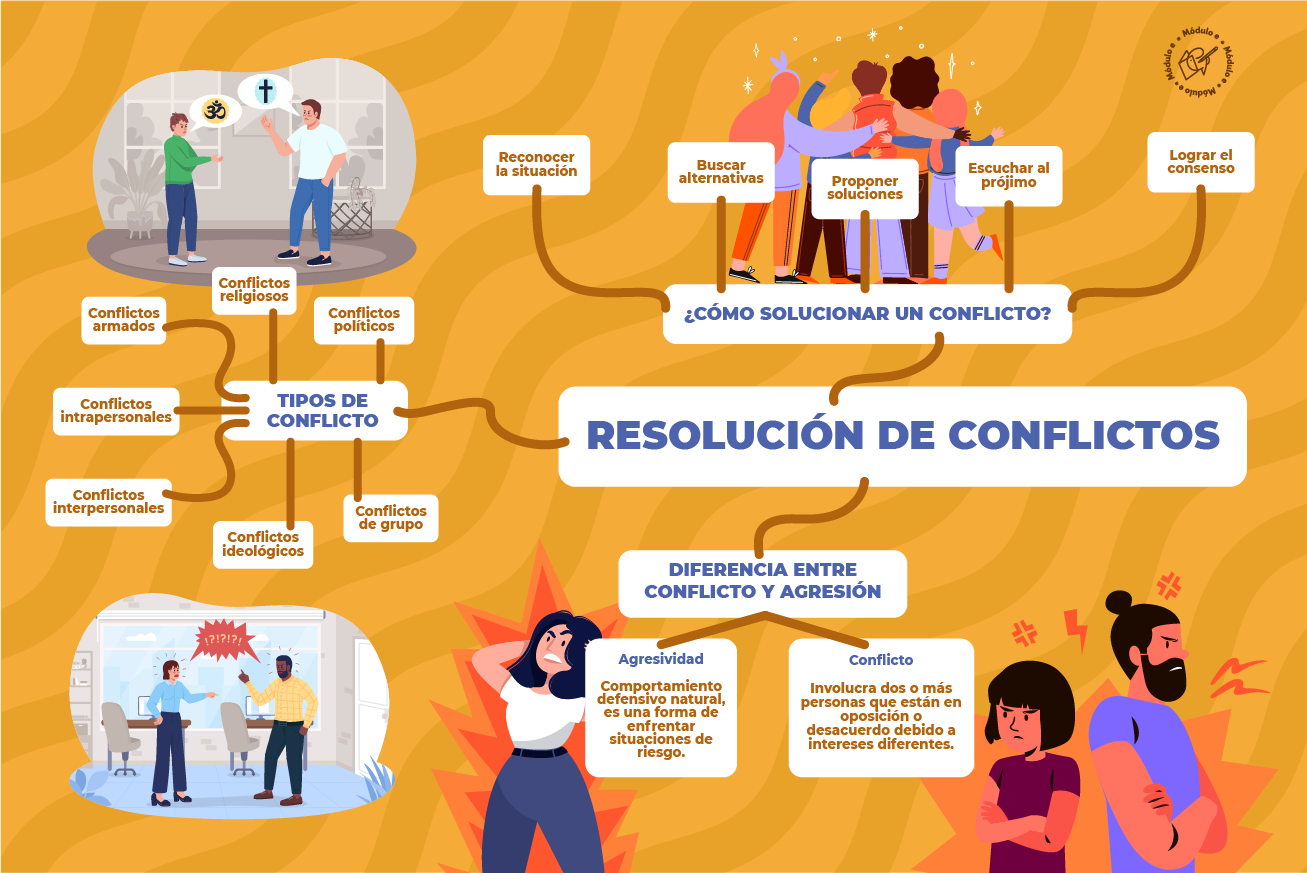 Módulo e • Módulo e • Módulo e • Módulo e •
ॐ
Reconocer
la situación
Buscar
alternativas
Proponer
soluciones
Escuchar al
prójimo
Lograr el
consenso
¿CÓMO SOLUCIONAR UN CONFLICTO?
Conflictos
religiosos
Conflictos
armados
Conflictos
políticos
Conflictos
intrapersonales
TIPOS DE
CONFLICTO
Conflictos
interpersonales
Conflictos
ideológicos
Conflictos
de grupo
RESOLUCIÓN DE CONFLICTOS
DIFERENCIA ENTRE
CONFLICTO Y AGRESIÓN
Agresividad
Comportamiento
defensivo natural,
es una forma de
enfrentar
situaciones de
riesgo.
Conflicto
Involucra dos o más
personas que están en
oposición o
desacuerdo debido a
intereses diferentes.
!?!?!?!